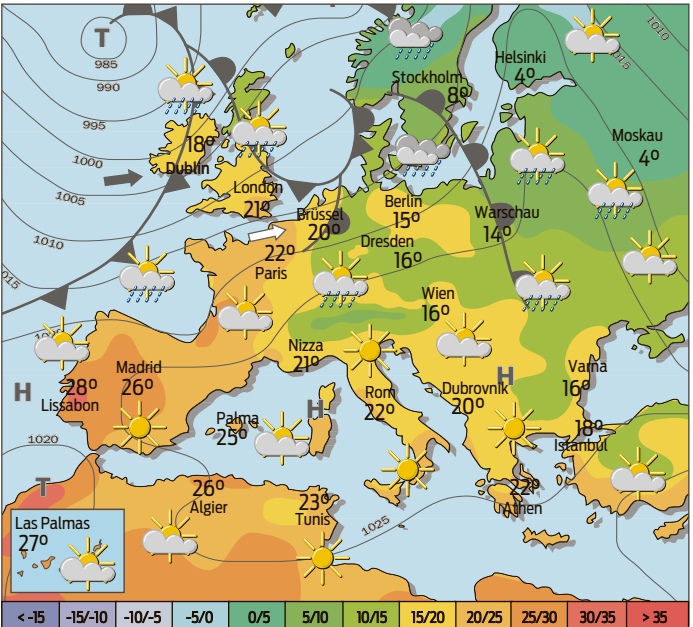 T
985
990
995
1000
1005
1010
1010
Helsinki
4°
Stockholm
8°
Moskau
4°
18°
Dublin
London
21°
Brüssel
20°
Berlin
15°
Warschau
14°
Dresden
16°
22°
Paris
Wien
16°
Nizza
21°
Madrid
26°
28°
Lissabon
H
H
H
Rom
22°
Dubrovnik
20°
Varna
16°
Palma
25°
18°
Istanbul
1020
T
26°
Algier
23°
Tunis
22°
Athen
1025
Las Palmas
27°
< -15 -15/-10 -10/-5 -5/0 0/5 5/10 10/15 15/20 20/25 25/30 30/35 > 35